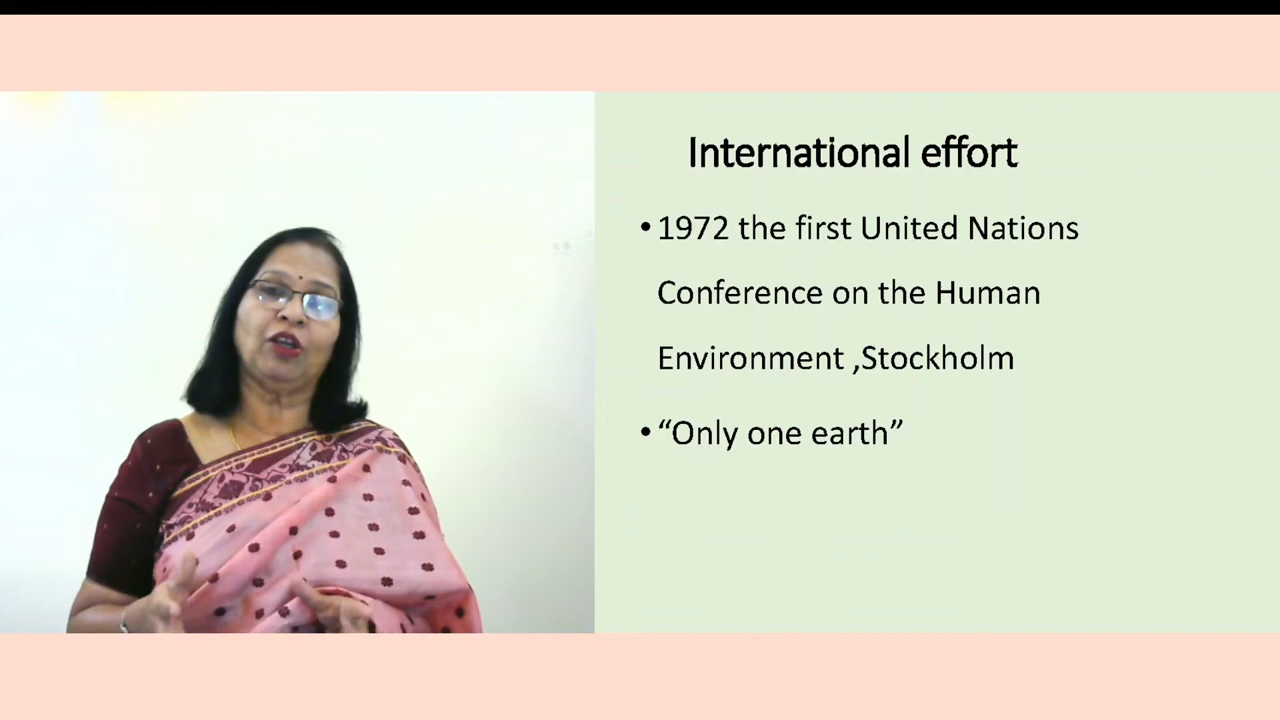 International effort
• 1972 the first United Nations
Conference on the Human
Environment ,Stockholm
• “Only one earth”